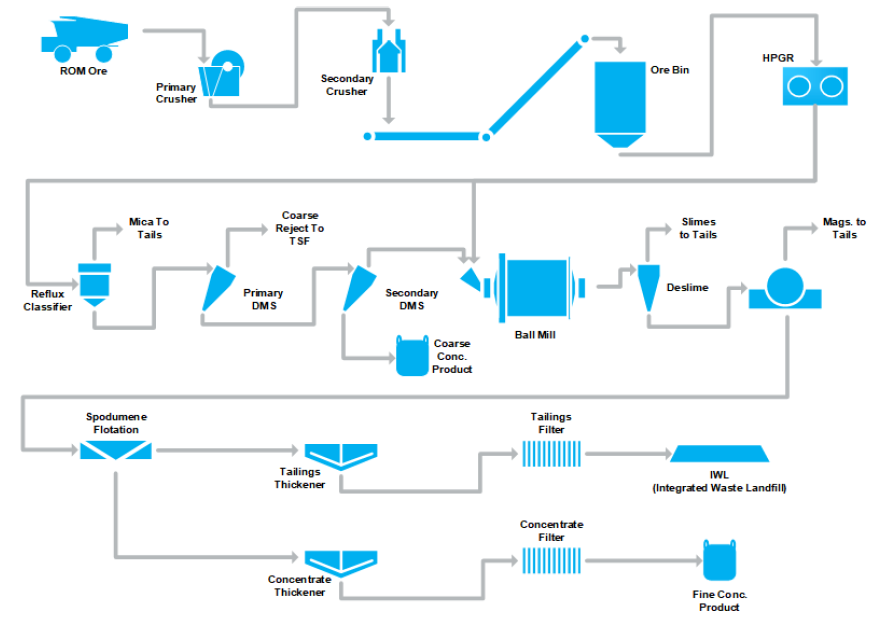 ROM Ore
Primary
Crusher
Secondary
Crusher
Ore Bin
HPGR
Mica To
Tails
Coarse
Reject To
TSF
Slimes
to Tails
Mags. to
Tails
Reflux
Classifier
Primary
DMS
Secondary
DMS
Coarse
Conc.
Product
Ball Mill
Deslime
Spodumene
Flotation
Tailings
Thickener
Tailings
Filter
IWL
(Integrated Waste Landfill)
Concentrate
Thickener
Concentrate
Filter
Fine Conc.
Product